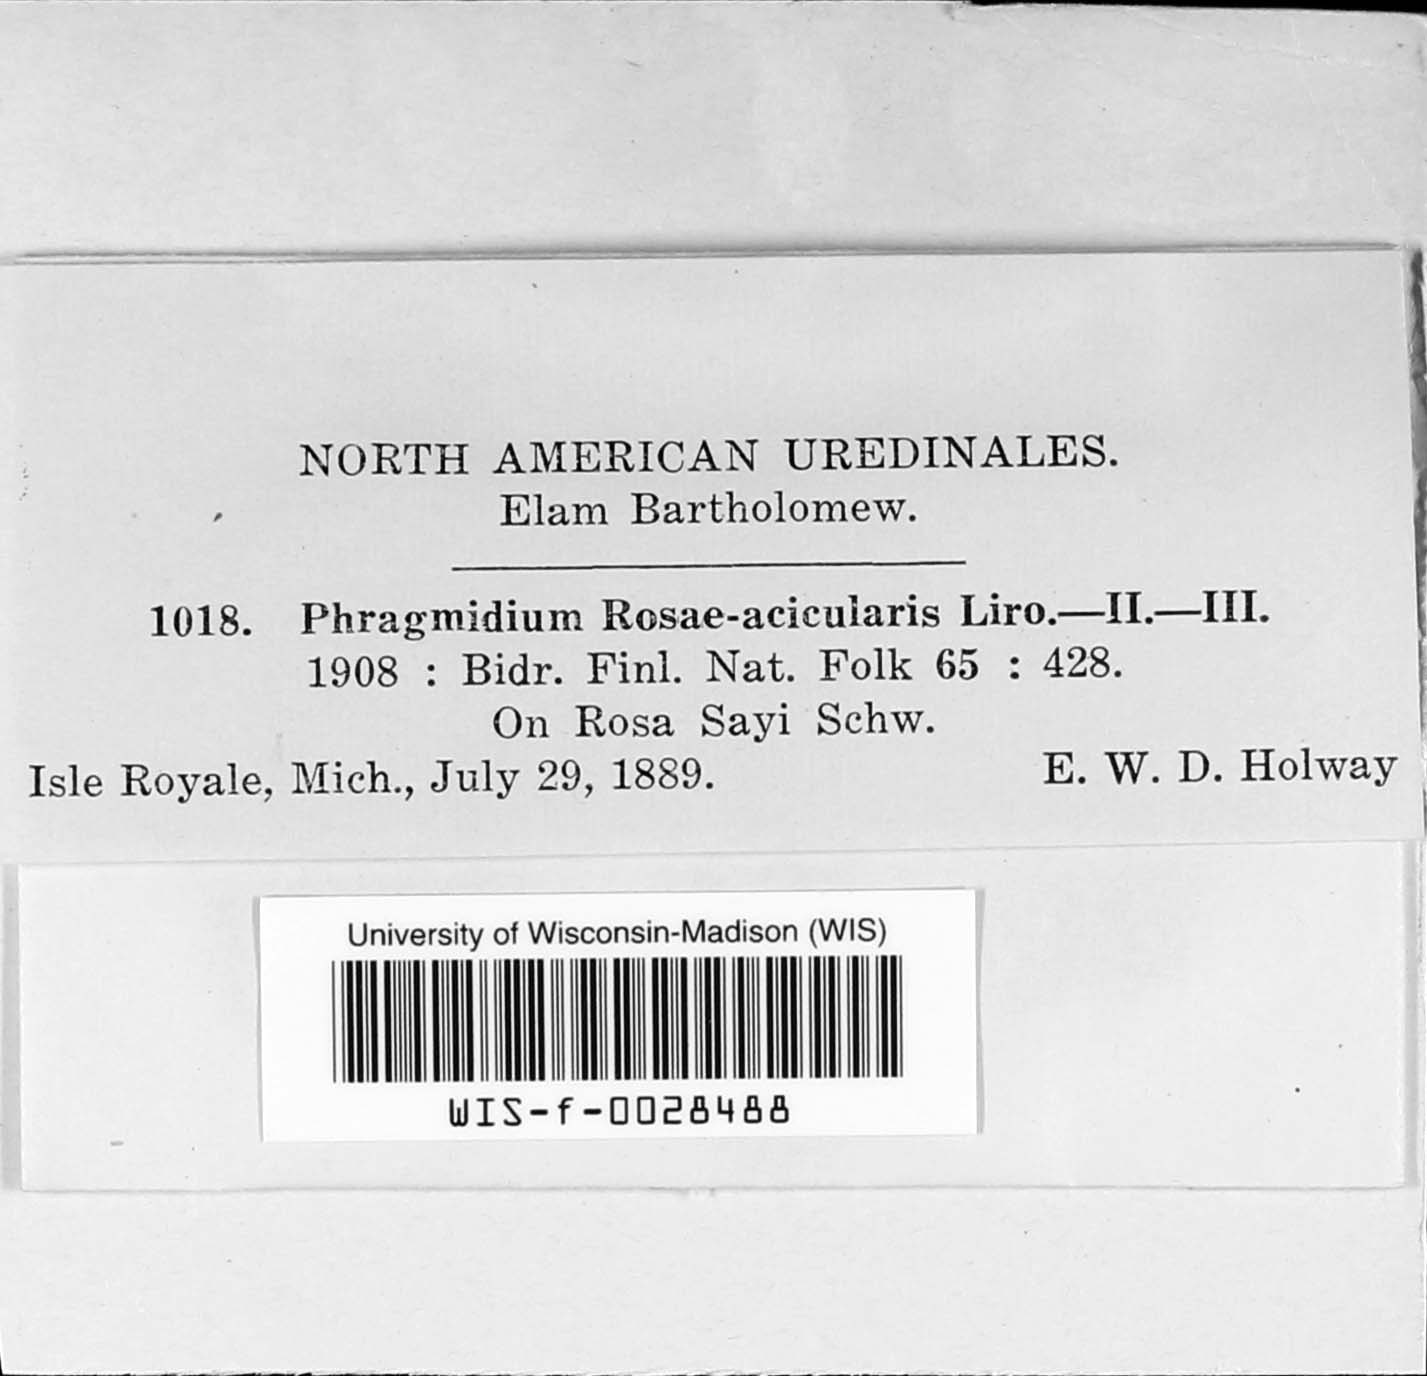 NORTH AMERICAN UREDINALES.
Elam Bartholomew.
1018. Phragmidium Rosae-acicularis Liro.—II.—III.
1908 : Bidr. Finl. Nat. Folk 65 : 428.
On Rosa Sayi Schw.
Isle Royale, Mich., July 29, 1889. E. W. D. Holway
University of Wisconsin-Madison (WIS)
WIS-f-0028488